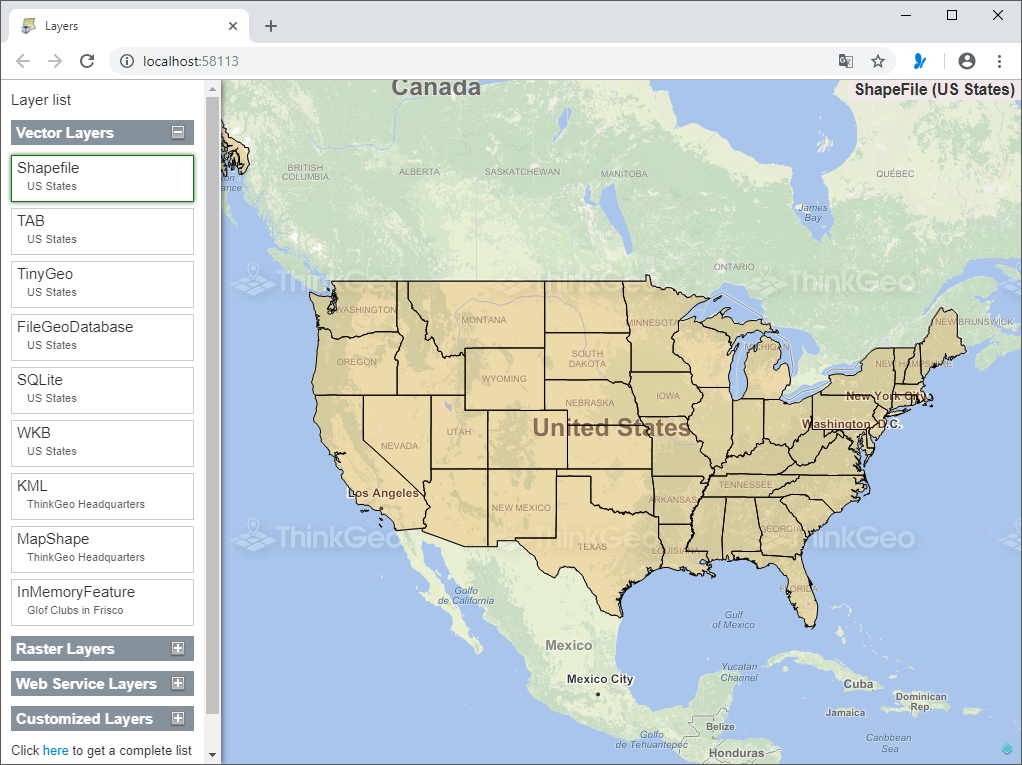 Layers
localhost:58113
Layer list
Vector Layers
Shapefile
US States
TAB
US States
TinyGeo
US States
FileGeoDatabase
US States
SQLite
US States
WKB
US States
KML
ThinkGeo Headquarters
MapShape
ThinkGeo Headquarters
InMemoryFeature
Glof Clubs in Frisco
Raster Layers
Web Service Layers
Customized Layers
Click here to get a complete list
ShapeFile (US States)
Canada
BRITISH
COLUMBIA
ALBERTA
SASKATCHEWAN
MANITOBA
QUÉBEC
James
Bay
ONTARIO
ThinkGeo
ThinkGeo
ThinkGeo
WASHINGTON
MONTANA
MINNESOTA
NEW BRUNSWICK
OREGON
SOUTH
DAKOTA
MICHIGAN
NEW HAMPSHIRE
WYOMING
IOWA
NEBRASKA
New York City
United States
Washington, D.C.
UTAH
NEVADA
TENNESSEE
Los Angeles
ARKANSAS
NEW MEXICO
GEORGIA
ThinkGeo
ThinkGeo
ThinkGeo
TEXAS
LOUISIANA
FLORIDA
Golfo
de California
Gulf
of Mexico
Mexico
Mexico City
Yucatan
Channel
Cuba
Dominican
Rep.
Jamaica
Belize
Golfo
de Tehuantepec
Caribbean
Sea
Honduras